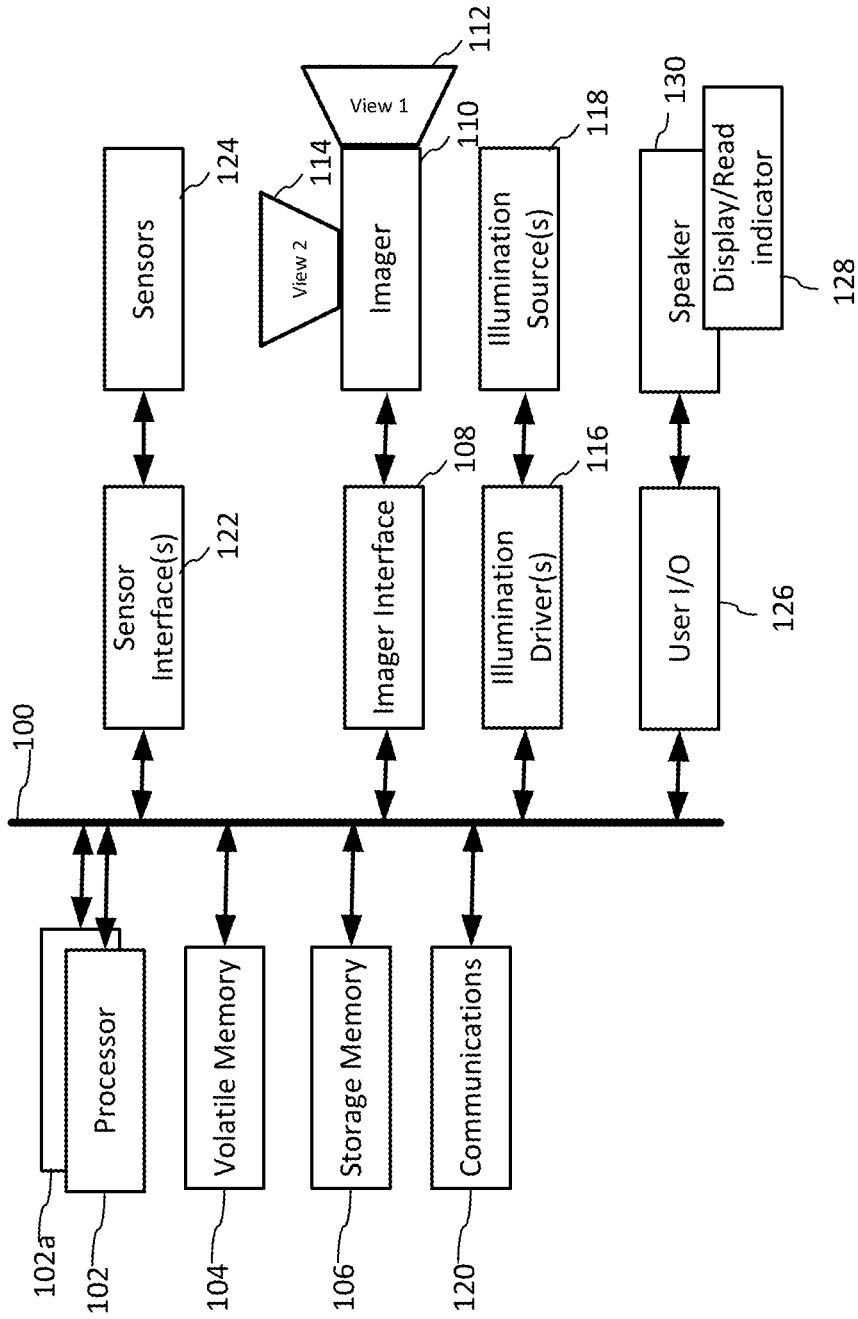 102a
102
Processor
104
Volatile Memory
106
Storage Memory
120
Communications
100
Sensor
Interface(s)
122
Sensors
124
Imager Interface
108
Imager
110
View 2
114
View 1
112
Illumination
Driver(s)
116
Illumination
Source(s)
118
User I/O
126
Speaker
130
Display/Read
indicator
128